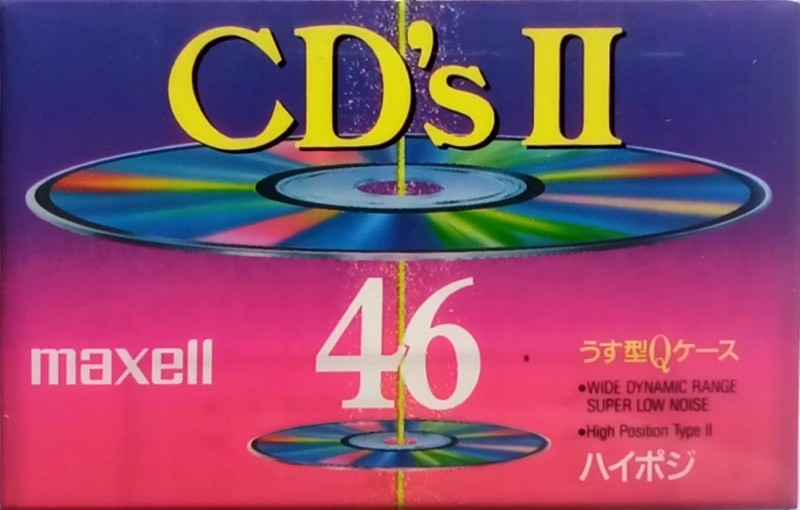 CD's II
46
maxell
うす型Qケース
•WIDE DYNAMIC RANGE
SUPER LOW NOISE
•High Position Type II
ハイポジ